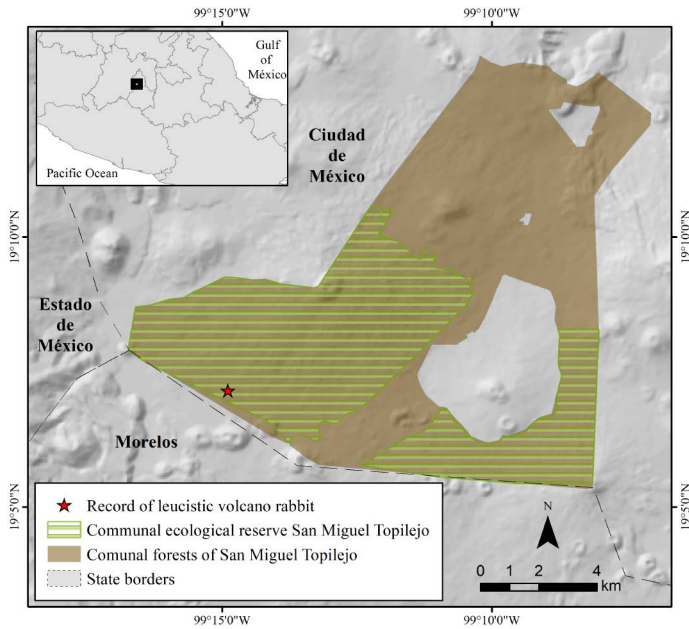 99°15'0"W
99°10'0"W
Gulf
of
México
Pacific Ocean
Ciudad
de
México
19°10'0"N
19°10'0"N
Estado
de
México
Morelos
19°5'0"N
19°5'0"N
Record of leucistic volcano rabbit
Communal ecological reserve San Miguel Topilejo
Comunal forests of San Miguel Topilejo
State borders
N
0 1 2 4
km
99°15'0"W
99°10'0"W